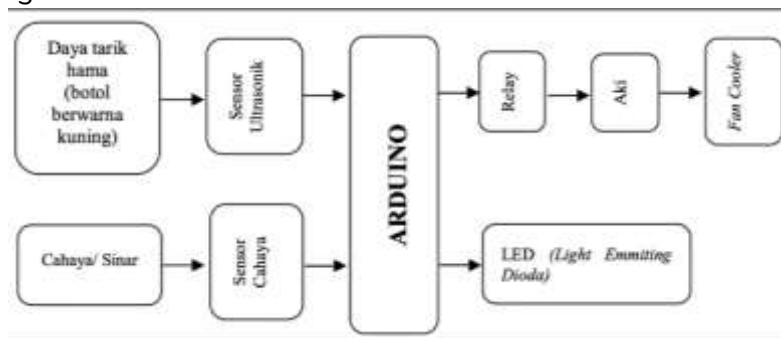 Daya tarik
hama
(botol
berwarna
kuning)
Sensor
Ultrasonik
ARDUINO
Relay
Aki
Fan Cooler
Cahaya/ Sinar
Sensor
Cahaya
LED (Light Emmiting
Dioda)